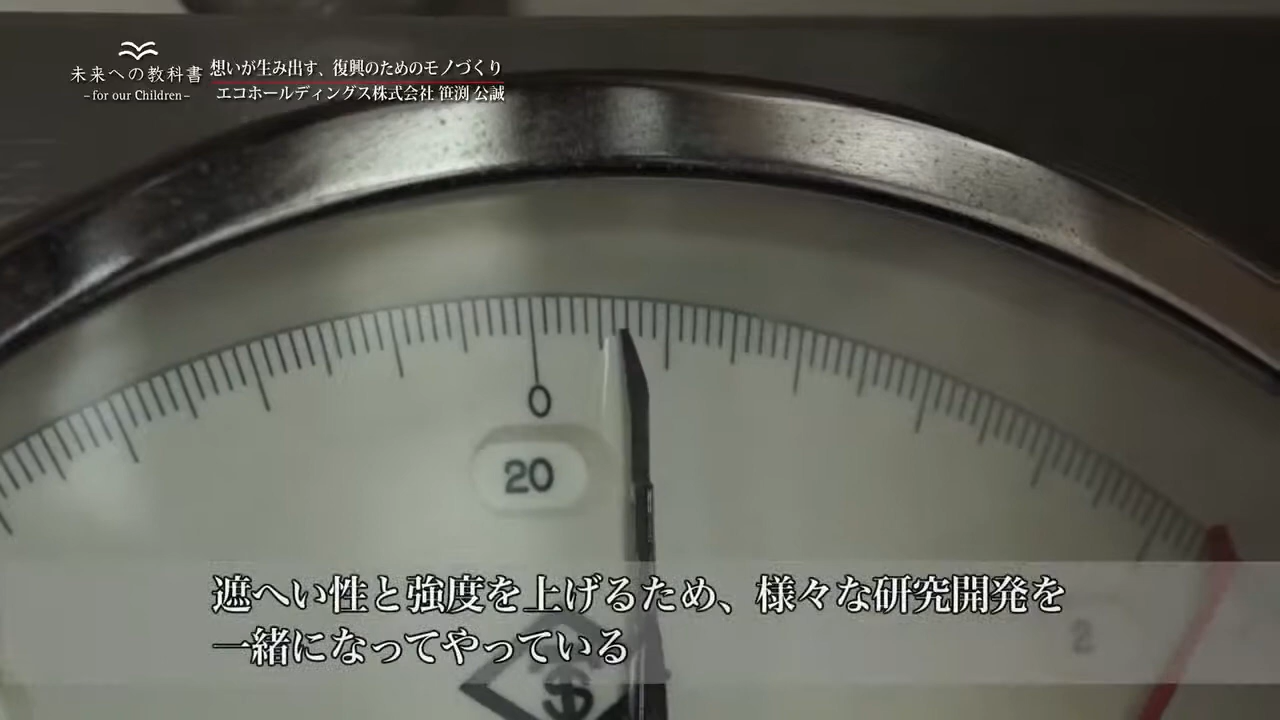 未来への教科書
– for our Children –
想いが生み出す、復興のためのモノづくり
エコホールディングス株式会社 笹渕 公誠
0
20
2
遮へい性と強度を上げるため、様々な研究開発を
一緒になってやっている